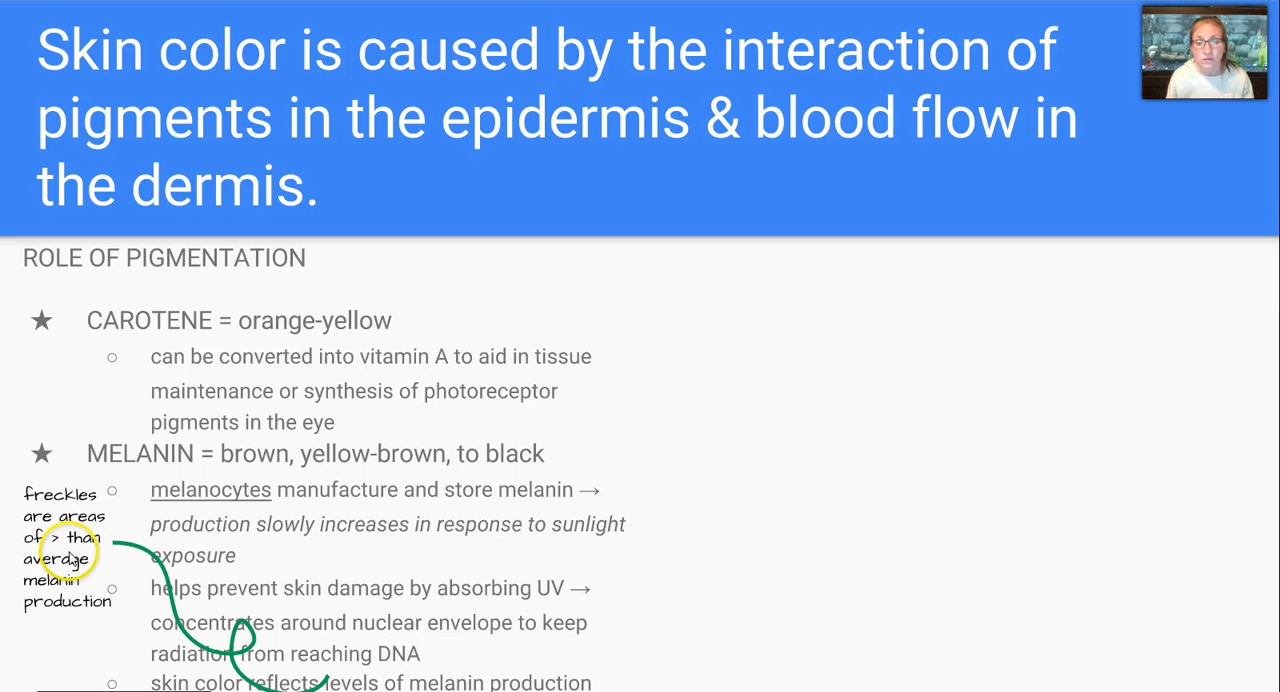 Skin color is caused by the interaction of
pigments in the epidermis & blood flow in
the dermis.
ROLE OF PIGMENTATION
★ CAROTENE = orange-yellow
○ can be converted into vitamin A to aid in tissue
maintenance or synthesis of photoreceptor
pigments in the eye
★ MELANIN = brown, yellow-brown, to black
○ melanocytes manufacture and store melanin →
production slowly increases in response to sunlight
exposure
○ helps prevent skin damage by absorbing UV →
concentrates around nuclear envelope to keep
radiation from reaching DNA
○ skin color reflects levels of melanin production
freckles
are areas
of > than
average
melanin
production